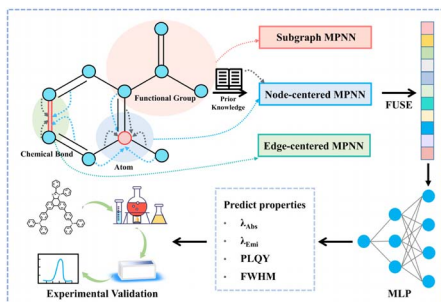 Subgraph MPNN
Functional Group
Prior
Knowledge
Node-centered MPNN
FUSE
Chemical Bond
Atom
Edge-centered MPNN
Predict properties
• λAbs
• λEmi
• PLQY
• FWHM
MLP
Experimental Validation